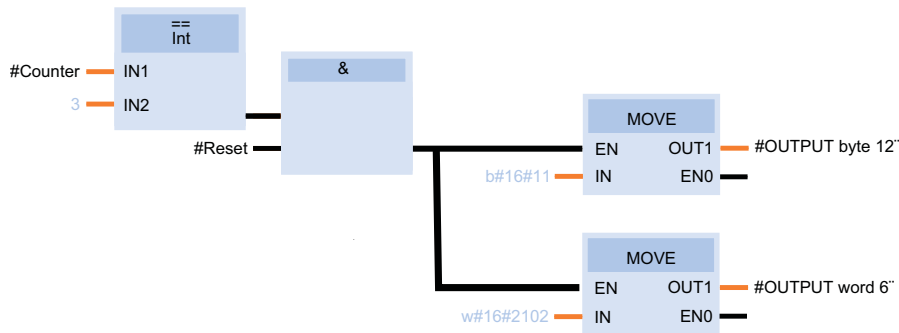 ==
Int
#Counter IN1
3 IN2
&
#Reset
MOVE
EN OUT1 #OUTPUT byte 12¨
b#16#11 IN EN0
MOVE
EN OUT1 #OUTPUT word 6¨
w#16#2102 IN EN0